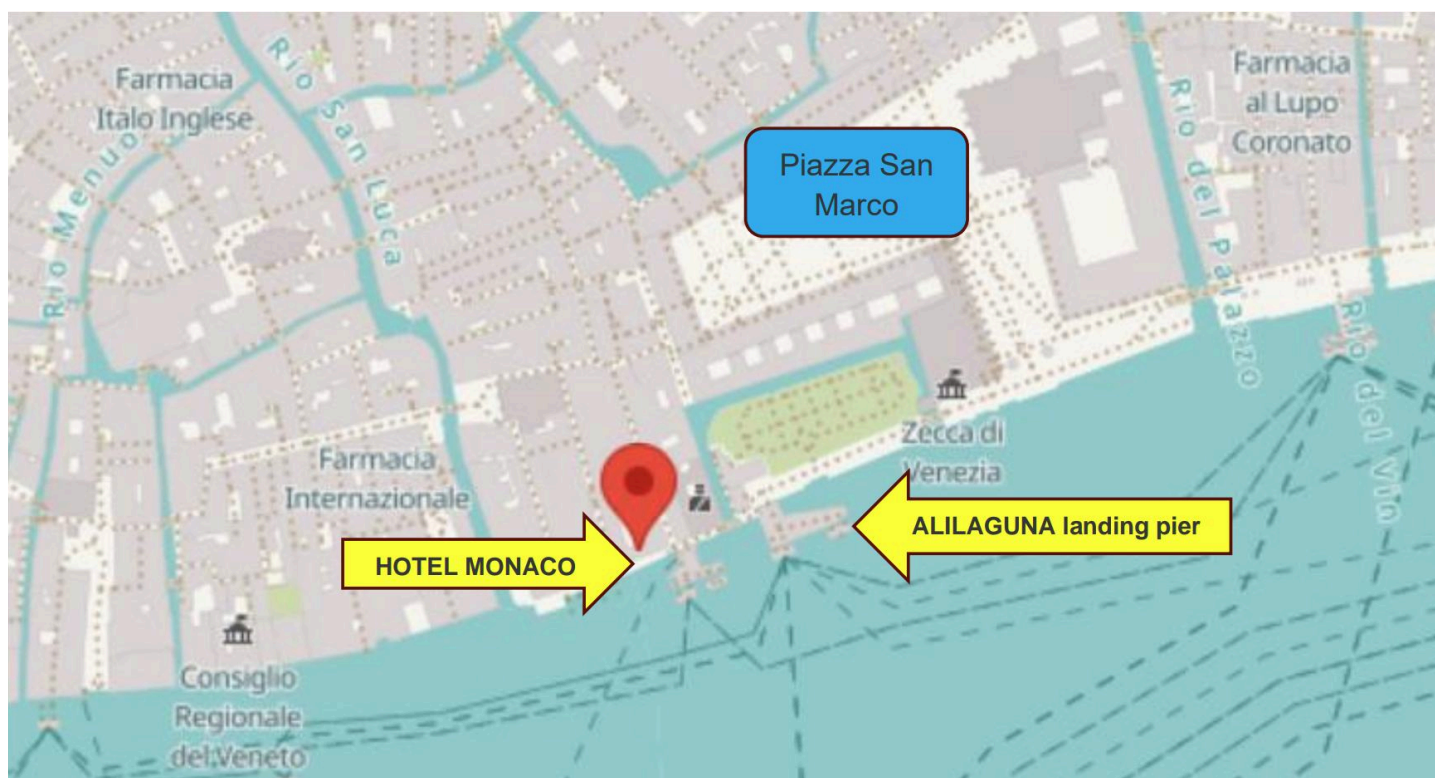 Farmacia
Italo Inglese
Rio San Luca
Rio Menuo
Piazza San
Marco
Farmacia
al Lupo
Coronato
Rio del Palazzo
Rio del Vin
Zecca di
Venezia
Farmacia
Internazionale
ALILAGUNA landing pier
HOTEL MONACO
Consiglio
Regionale
del Veneto